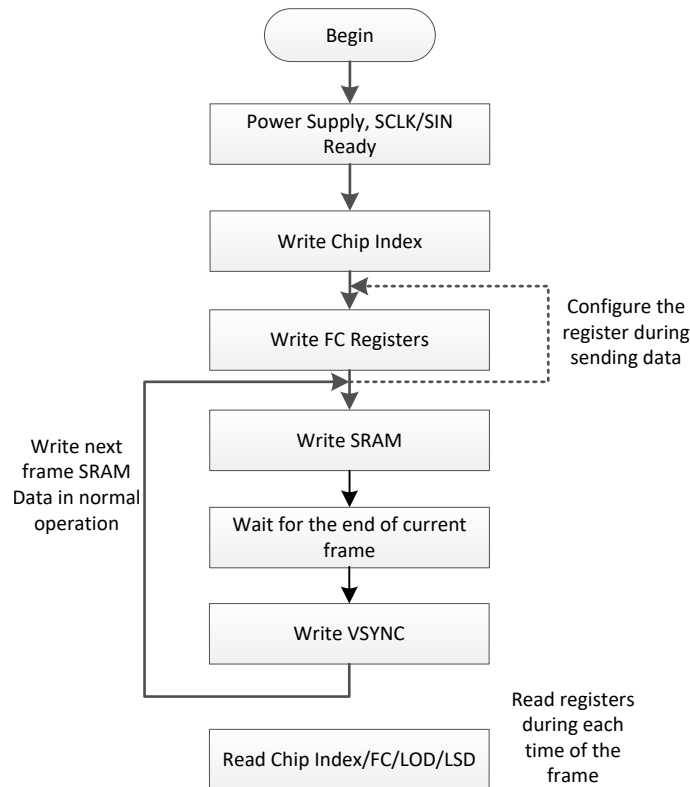 Begin
Power Supply, SCLK/SIN
Ready
Write Chip Index
Configure the
register during
sending data
Write FC Registers
Write SRAM
Write next
frame SRAM
Data in normal
operation
Wait for the end of current
frame
Write VSYNC
Read registers
during each
time of the
frame
Read Chip Index/FC/LOD/LSD